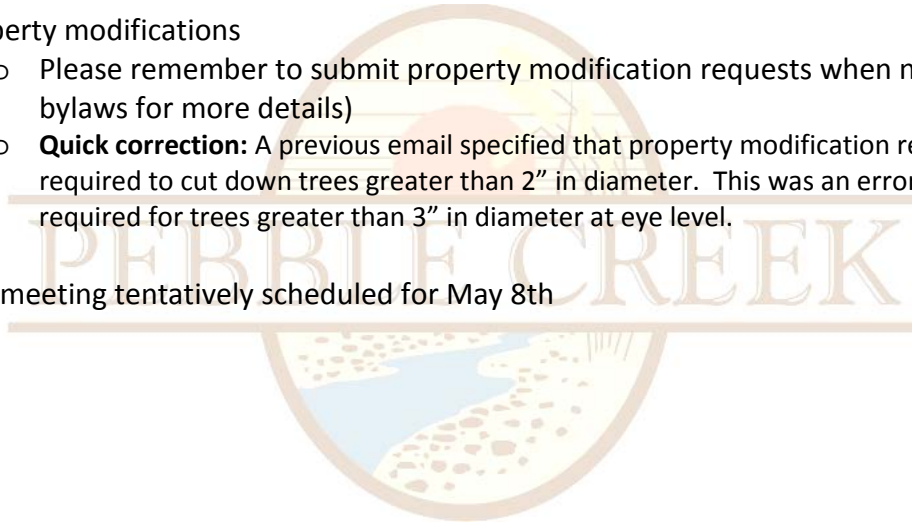 perty modifications
o Please remember to submit property modification requests when n
bylaws for more details)
o Quick correction: A previous email specified that property modification re
required to cut down trees greater than 2” in diameter.  This was an error
required for trees greater than 3” in diameter at eye level.
PEBBLE CREEK
meeting tentatively scheduled for May 8th